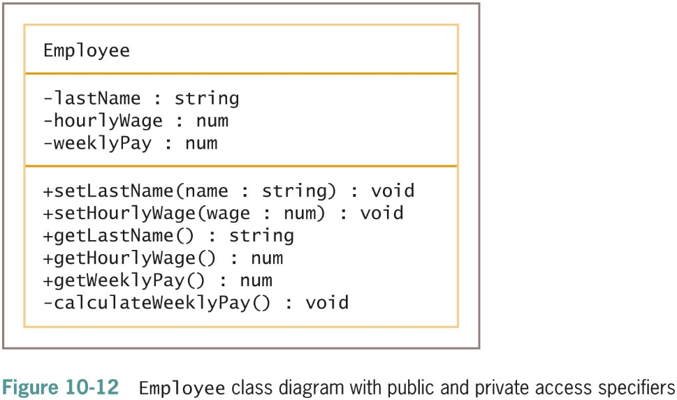 Employee
-lastName : string
-hourlyWage : num
-weeklyPay : num
+setLastName(name : string) : void
+setHourlyWage(wage : num) : void
+getLastName() : string
+getHourlyWage() : num
+getWeeklyPay() : num
-calculateWeeklyPay() : void
Figure 10-12 Employee class diagram with public and private access specifiers